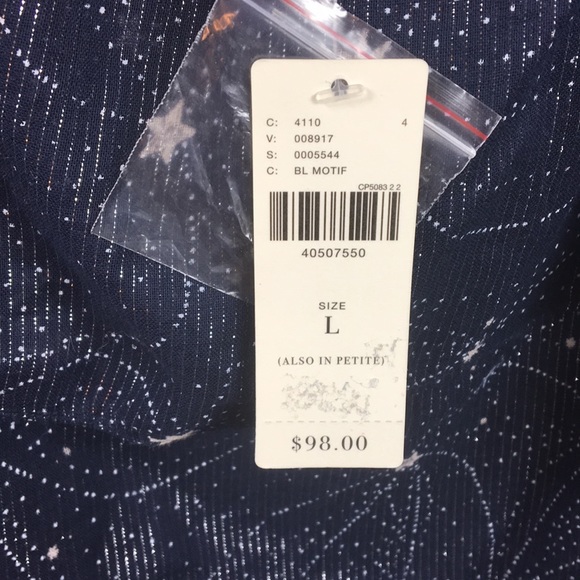 C: 4110 4
V: 008917
S: 0005544
C: BL MOTIF
CP5083 2 2
40507550
SIZE
L
(ALSO IN PETITE)
$98.00